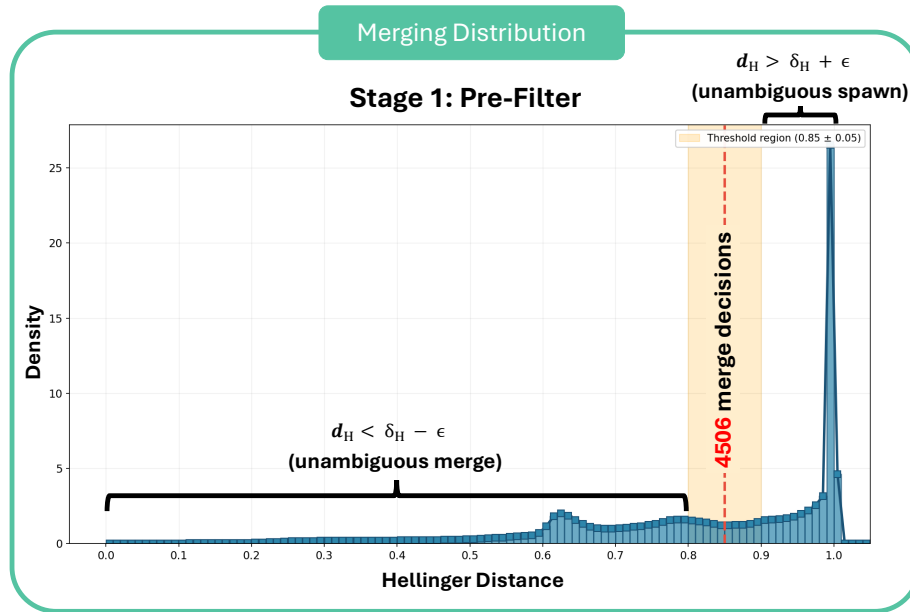 Merging Distribution
d_H > δ_H + ϵ
(unambiguous spawn)
Stage 1: Pre-Filter
Threshold region (0.85 ± 0.05)
25
20
15
10
5
0
Density
4506 merge decisions
d_H < δ_H − ϵ
(unambiguous merge)
0.0 0.1 0.2 0.3 0.4 0.5 0.6 0.7 0.8 0.9 1.0
Hellinger Distance